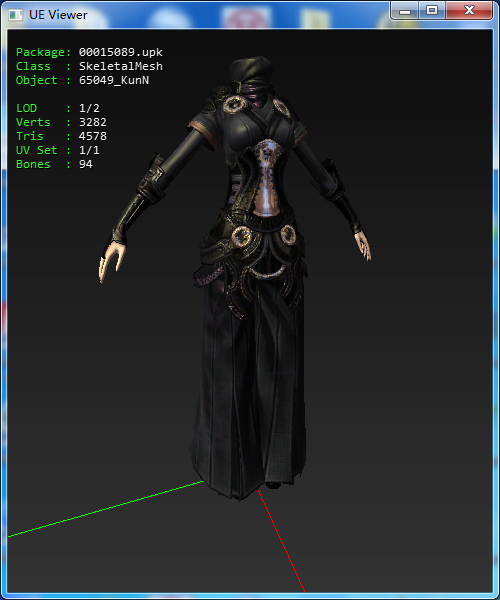 UE Viewer
Package: 00015089.upk
Class : SkeletalMesh
Object : 65049_KunN
LOD : 1/2
Verts : 3282
Tris : 4578
UV Set : 1/1
Bones : 94